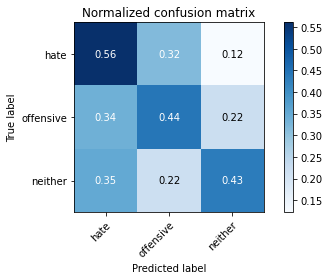 Normalized confusion matrix
True label
hate 0.56 0.32 0.12
offensive 0.34 0.44 0.22
neither 0.35 0.22 0.43
hate offensive neither
Predicted label
0.55
0.50
0.45
0.40
0.35
0.30
0.25
0.20
0.15